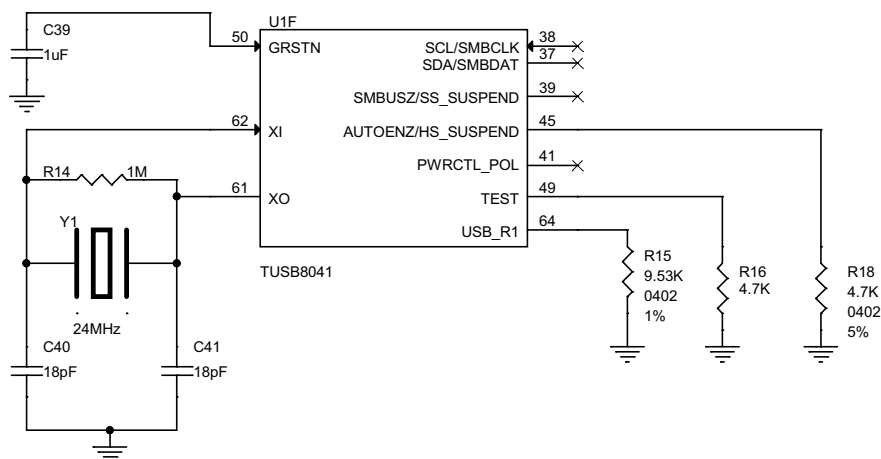 U1F
C39
1uF
50
GRSTN
SCL/SMBCLK
38
SDA/SMBDAT
37
SMBUSZ/SS_SUSPEND
39
62
XI
AUTOENZ/HS_SUSPEND
45
R14
1M
PWRCTL_POL
41
61
XO
TEST
49
Y1
USB_R1
64
TUSB8041
R15
9.53K
0402
1%
R16
4.7K
R18
4.7K
0402
5%
24MHz
C40
18pF
C41
18pF